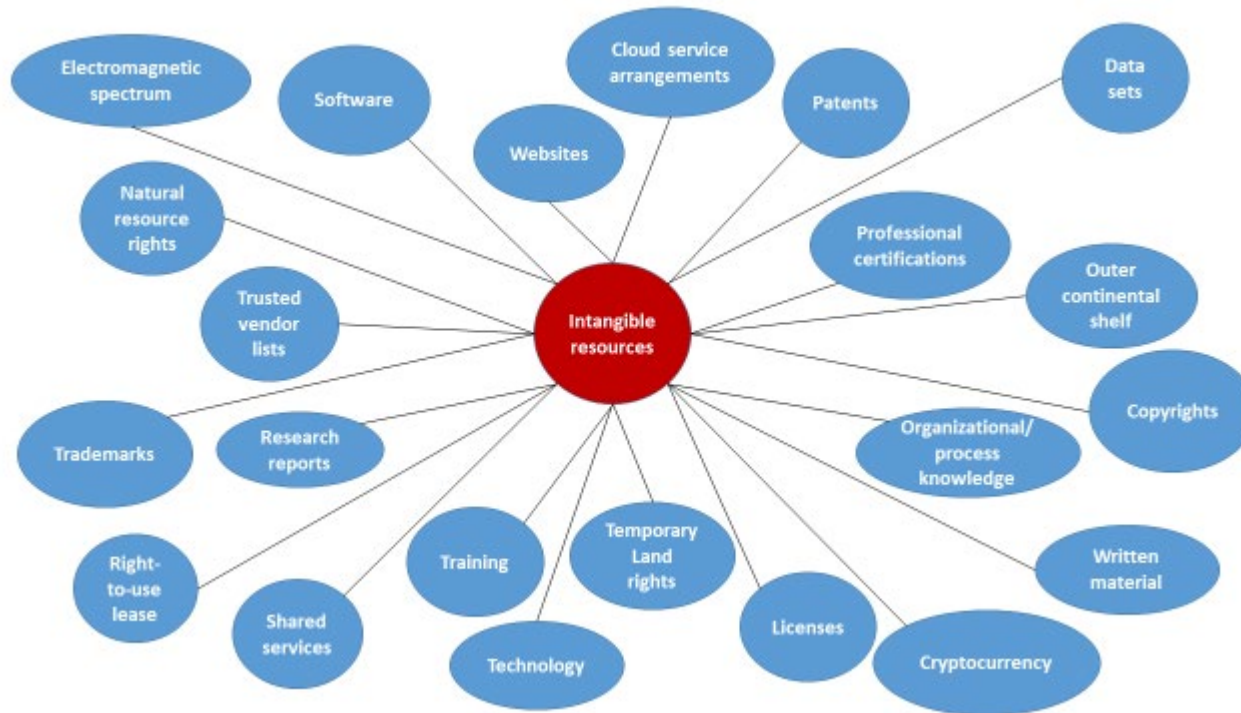 Electromagnetic
spectrum
Software
Cloud service
arrangements
Patents
Data
sets
Websites
Natural
resource
rights
Professional
certifications
Outer
continental
shelf
Trusted
vendor
lists
Intangible
resources
Copyrights
Trademarks
Research
reports
Organizational/
process
knowledge
Right-
to-use
lease
Shared
services
Training
Temporary
Land
rights
Written
material
Technology
Licenses
Cryptocurrency